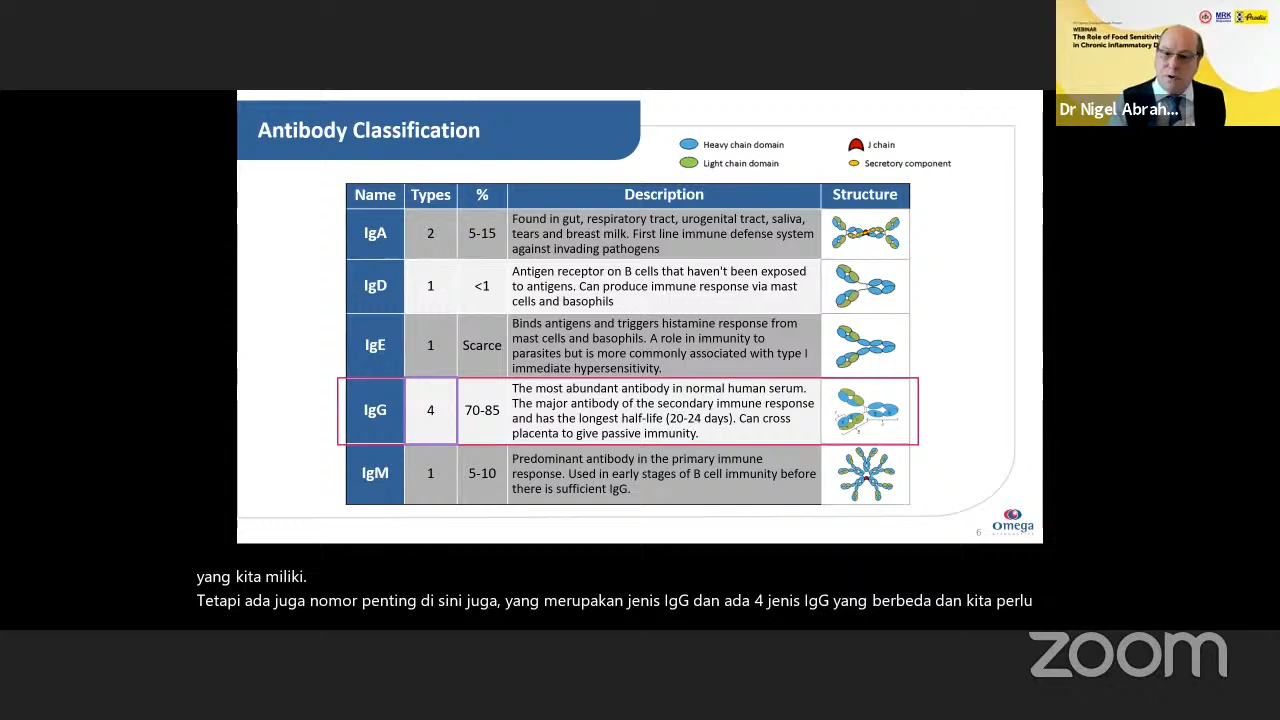 WEBINAR
The Role of Food Sensitivity
in Chronic Inflammatory D
MRK
Prodia
Dr Nigel Abrah...
Antibody Classification
Heavy chain domain
J chain
Light chain domain
Secretory component
Name Types % Description Structure
IgA 2 5-15
Found in gut, respiratory tract, urogenital tract, saliva,
tears and breast milk. First line immune defense system
against invading pathogens
IgD 1 <1
Antigen receptor on B cells that haven't been exposed
to antigens. Can produce immune response via mast
cells and basophils
IgE 1 Scarce
Binds antigens and triggers histamine response from
mast cells and basophils. A role in immunity to
parasites but is more commonly associated with type I
immediate hypersensitivity.
IgG 4 70-85
The most abundant antibody in normal human serum.
The major antibody of the secondary immune response
and has the longest half-life (20-24 days). Can cross
placenta to give passive immunity.
IgM 1 5-10
Predominant antibody in the primary immune
response. Used in early stages of B cell immunity before
there is sufficient IgG.
6
Omega
yang kita miliki.
Tetapi ada juga nomor penting di sini juga, yang merupakan jenis IgG dan ada 4 jenis IgG yang berbeda dan kita perlu
zoom